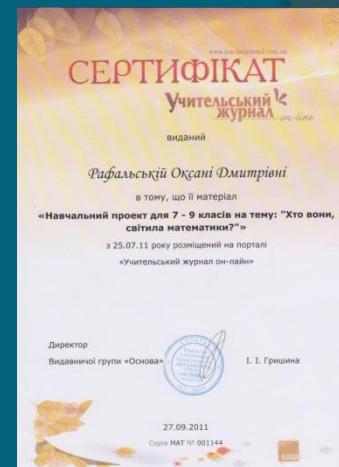 www.teacherjournal.com.ua
СЕРТИФІКАТ
Учительський
журнал on-line
виданий
Рафальській Оксані Дмитрівні
в тому, що її матеріал
«Навчальний проект для 7 - 9 класів на тему: "Хто вони,
світила математики?"»
з 25.07.11 року розміщений на порталі
«Учительський журнал он-лайн»
Директор
Видавничої групи «Основа»
І. І. Гришина
27.09.2011
Серія МАТ № 001144